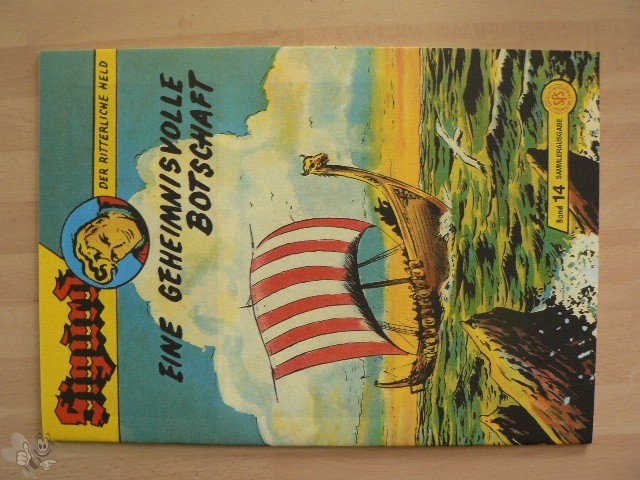 Sigurd
DER RITTERLICHE HELD
EINE GEHEIMNISVOLLE
BOTSCHAFT
Band 14 SAMMLERAUSGABE